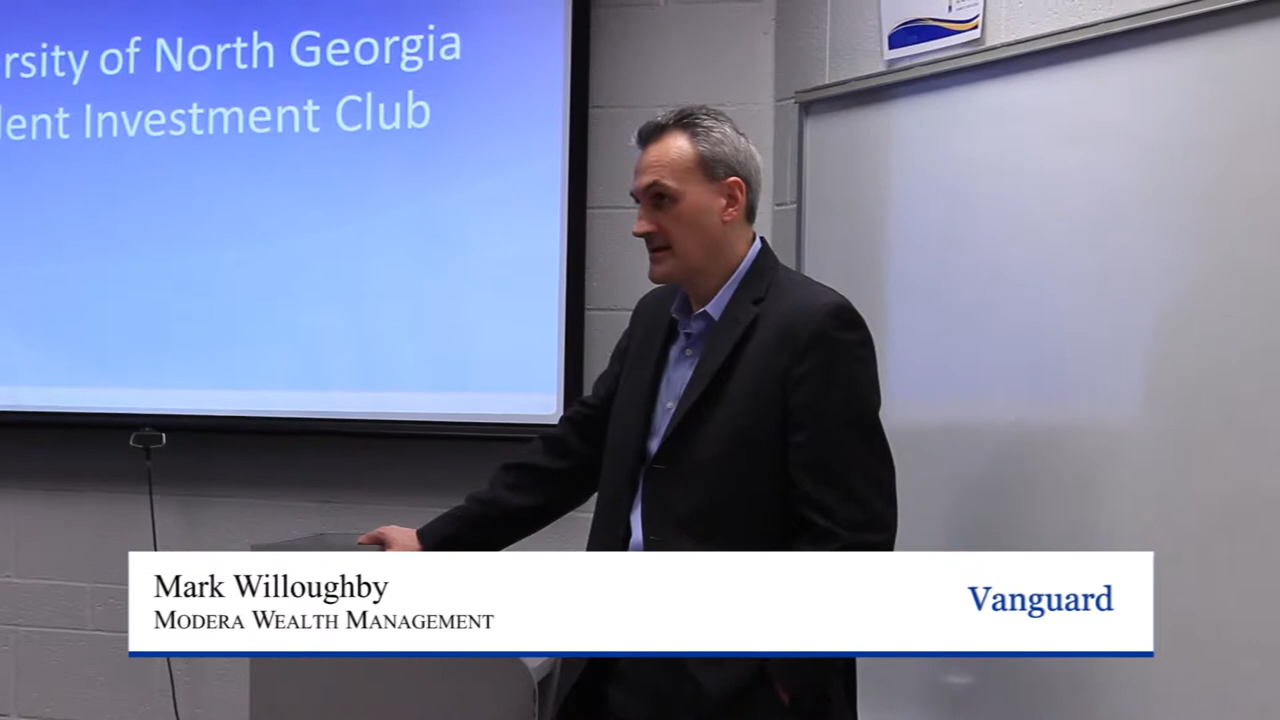 rsity of North Georgia
lent Investment Club
Mark Willoughby
MODERA WEALTH MANAGEMENT
Vanguard